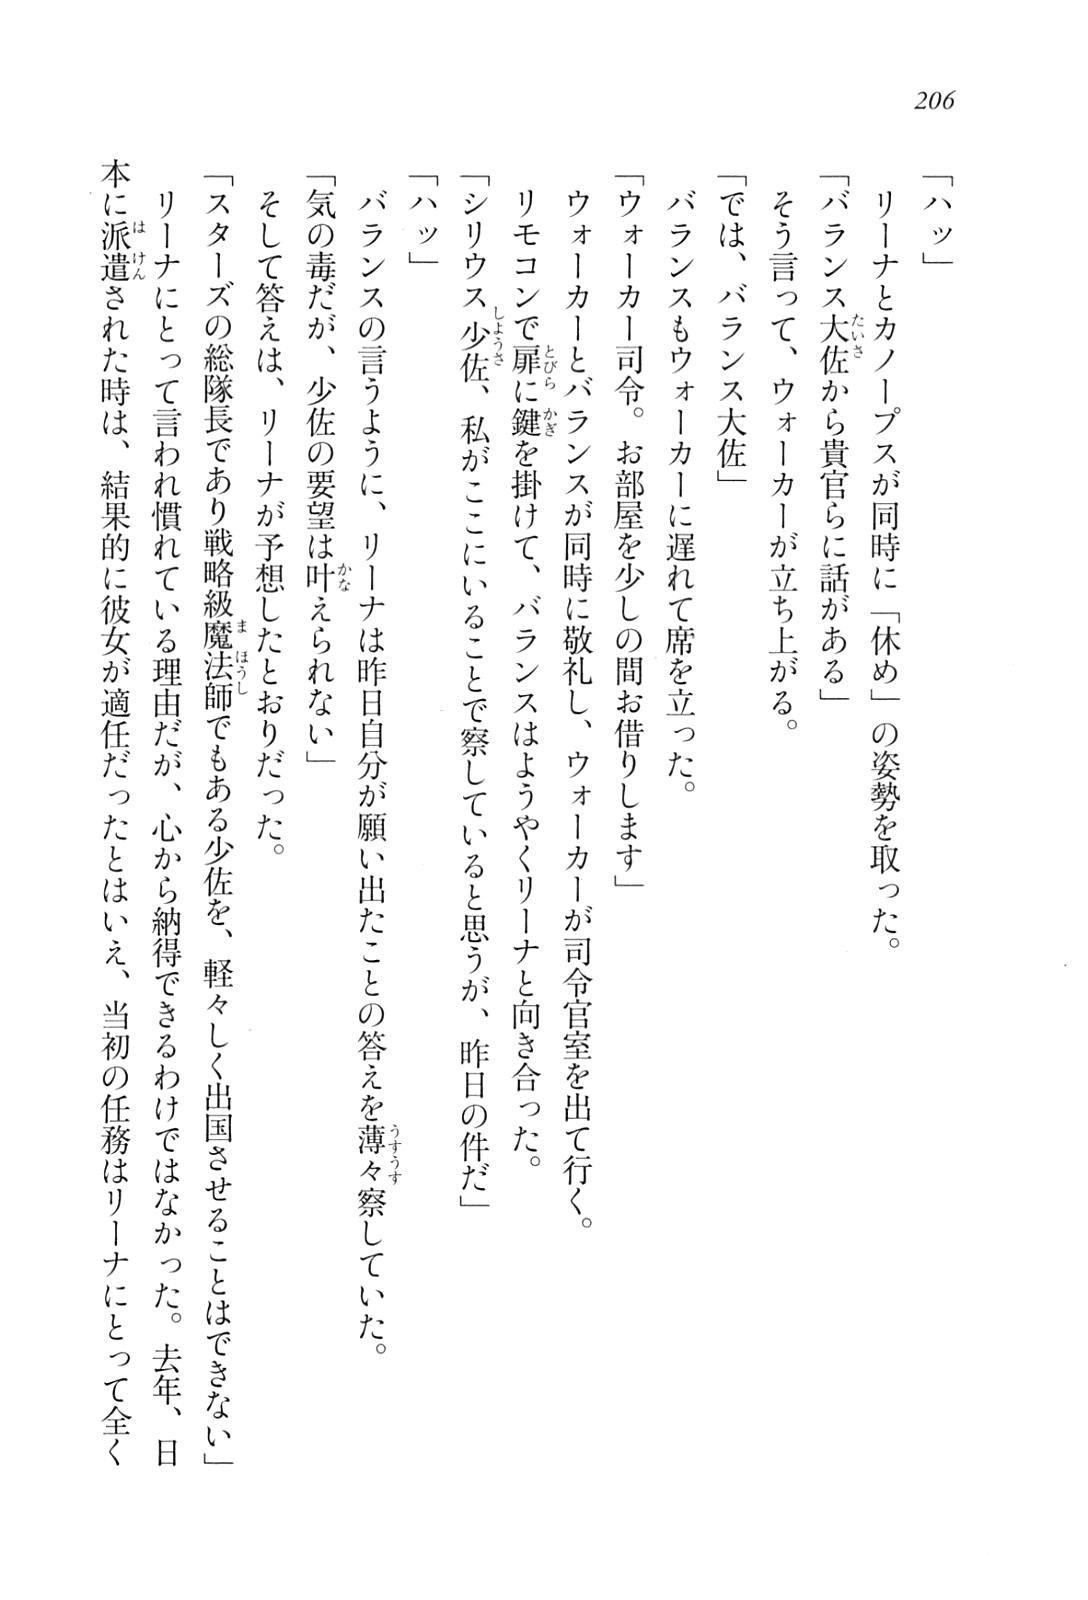 206
「ハッ」
リーナとカノープスが同時に「休め」の姿勢を取った。
「バランス大佐から貴官らに話がある」
そう言って、ウォーカーが立ち上がる。
「では、バランス大佐」
バランスもウォーカーに遅れて席を立った。
「ウォーカー司令。お部屋を少しの間お借りします」
ウォーカーとバランスが同時に敬礼し、ウォーカーが司令官室を出て行く。
リモコンで扉に鍵を掛けて、バランスはようやくリーナと向き合った。
「シリウス少佐、私がここにいることで察していると思うが、昨日の件だ」
「ハッ」
バランスの言うように、リーナは昨日自分が願い出たことの答えを薄々察していた。
「気の毒だが、少佐の要望は叶えられない」
そして答えは、リーナが予想したとおりだった。
「スターズの総隊長であり戦略級魔法師でもある少佐を、軽々しく出国させることはできない」
リーナにとって言われ慣れている理由だが、心から納得できるわけではなかった。去年、日
本に派遣された時は、結果的に彼女が適任だったとはいえ、当初の任務はリーナにとって全く